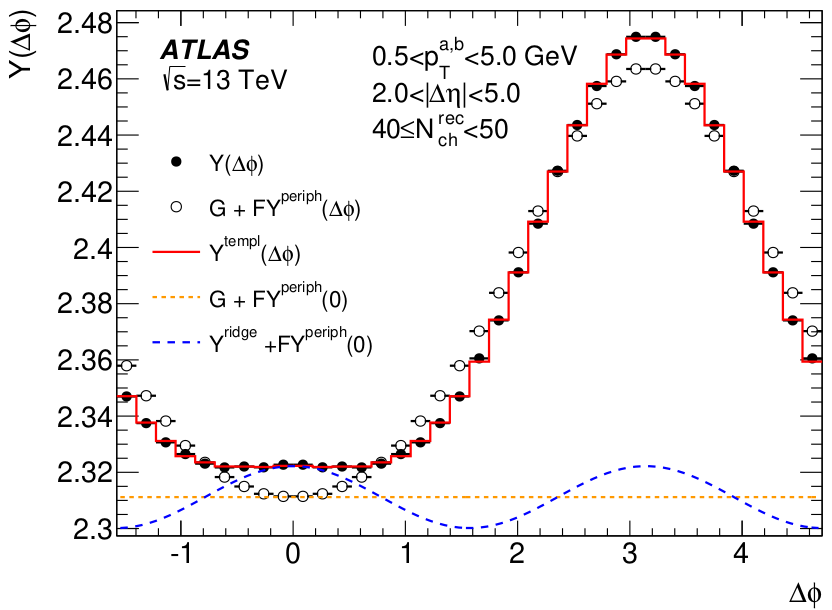 Y(Δϕ)
2.48
2.46
2.44
2.42
2.4
2.38
2.36
2.34
2.32
2.3
ATLAS
√s=13 TeV
0.5<p_T^{a,b}<5.0 GeV
2.0<|Δη|<5.0
40≤N_ch^{rec}<50
Y(Δϕ)
G + FY^{periph}(Δϕ)
Y^{templ}(Δϕ)
G + FY^{periph}(0)
Y^{ridge} +FY^{periph}(0)
-1 0 1 2 3 4
Δϕ